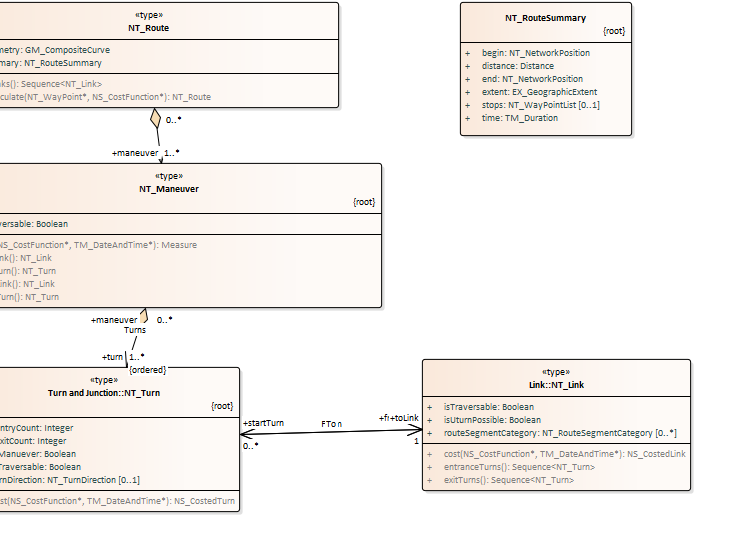 «type»
NT_Route
metry: GM_CompositeCurve
mary: NT_RouteSummary
nks(): Sequence<NT_Link>
culate(NT_WayPoint*, NS_CostFunction*): NT_Route
NT_RouteSummary
{root}
+ begin: NT_NetworkPosition
+ distance: Distance
+ end: NT_NetworkPosition
+ extent: EX_GeographicExtent
+ stops: NT_WayPointList [0..1]
+ time: TM_Duration
0..*
+maneuver 1..*
«type»
NT_Maneuver
{root}
versable: Boolean
NS_CostFunction*, TM_DateAndTime*): Measure
ink(): NT_Link
urn(): NT_Turn
Link(): NT_Link
Turn(): NT_Turn
+maneuver 0..*
Turns
+turn 1..*
{ordered}
«type»
Turn and Junction::NT_Turn
{root}
ntryCount: Integer
xitCount: Integer
Manuever: Boolean
Traversable: Boolean
rnDirection: NT_TurnDirection [0..1]
st(NS_CostFunction*, TM_DateAndTime*): NS_CostedTurn
+startTurn
0..*
+toLink
1
«type»
Link::NT_Link
+ isTraversable: Boolean
+ isUturnPossible: Boolean
+ routeSegmentCategory: NT_RouteSegmentCategory [0..*]
+ cost(NS_CostFunction*, TM_DateAndTime*): NS_CostedLink
+ entranceTurns(): Sequence<NT_Turn>
+ exitTurns(): Sequence<NT_Turn>